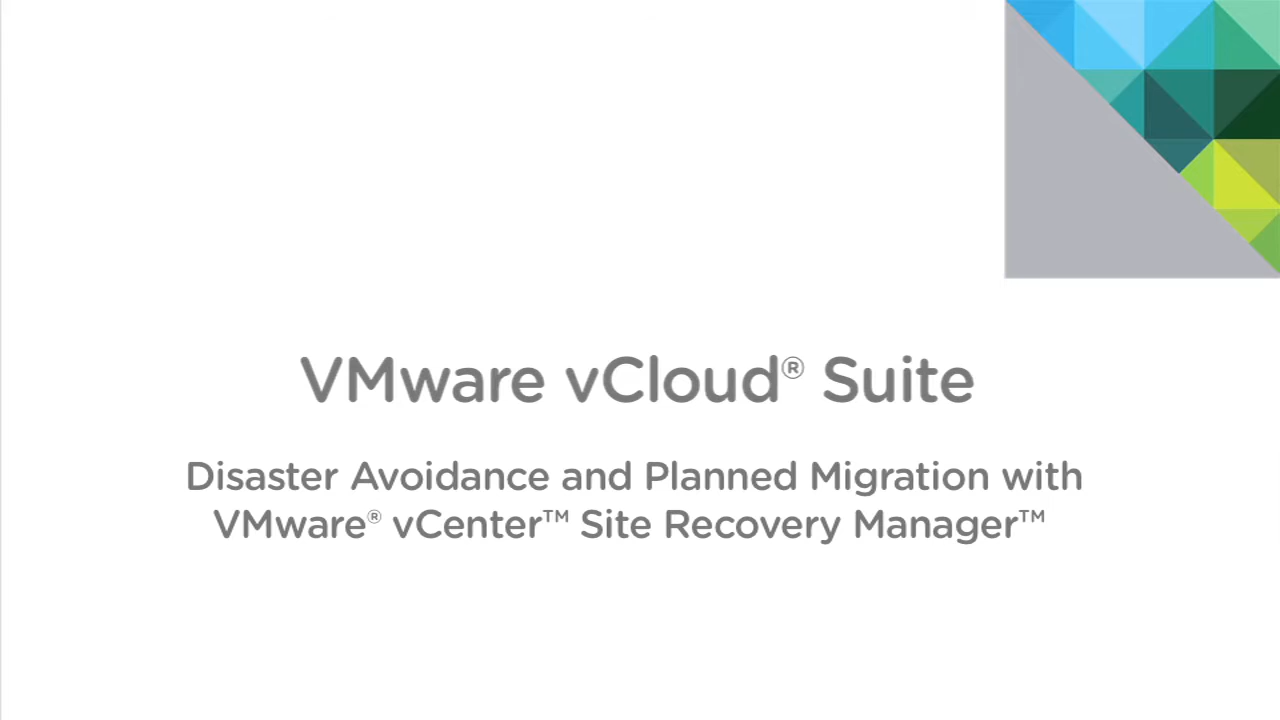 VMware vCloud® Suite
Disaster Avoidance and Planned Migration with
VMware® vCenter™ Site Recovery Manager™